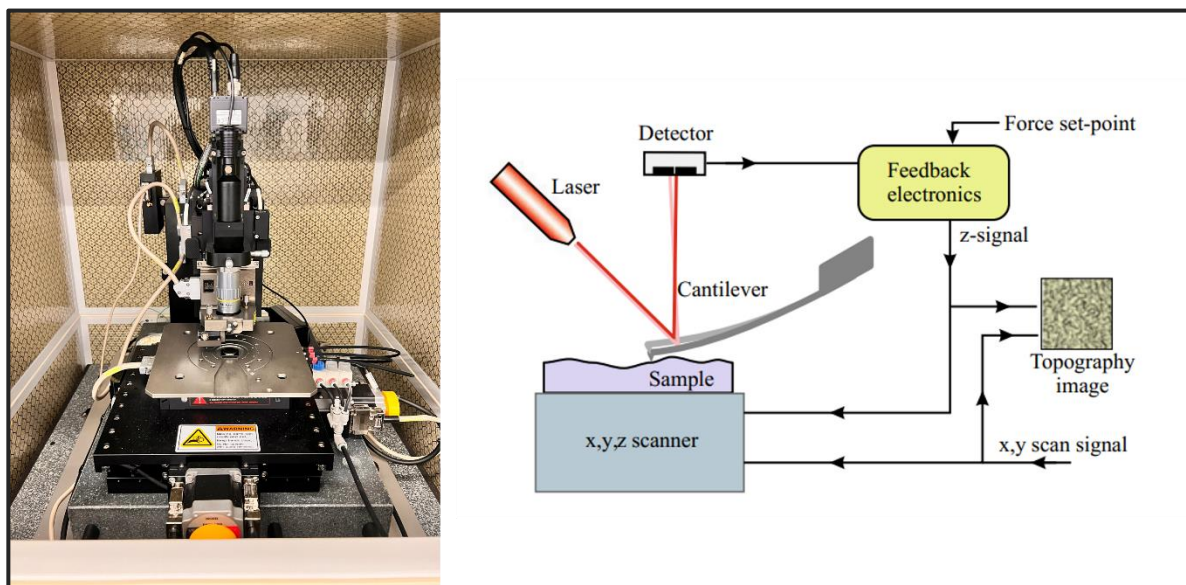 WARNING
Detector
Force set-point
Laser
Feedback
electronics
z-signal
Cantilever
Sample
Topography
image
x,y,z scanner
x,y scan signal